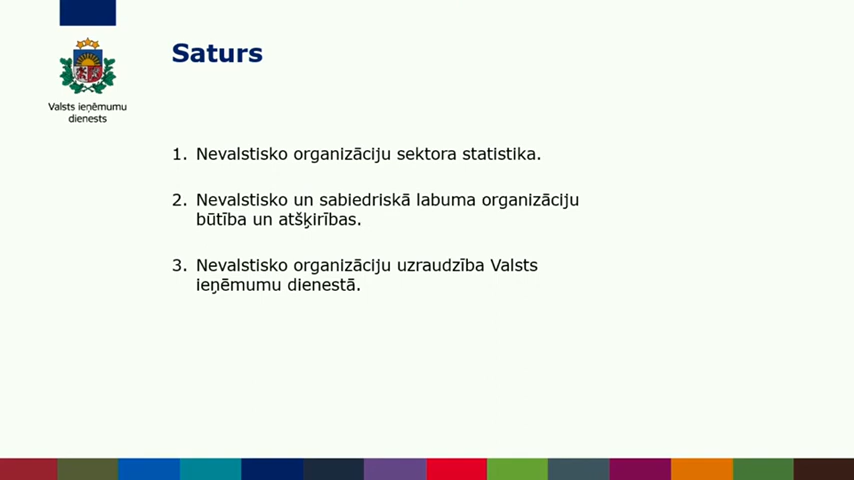 Saturs
Valsts ieņēmumu
dienests
1. Nevalstisko organizāciju sektora statistika.
2. Nevalstisko un sabiedriskā labuma organizāciju
būtība un atšķirības.
3. Nevalstisko organizāciju uzraudzība Valsts
ieņēmumu dienestā.